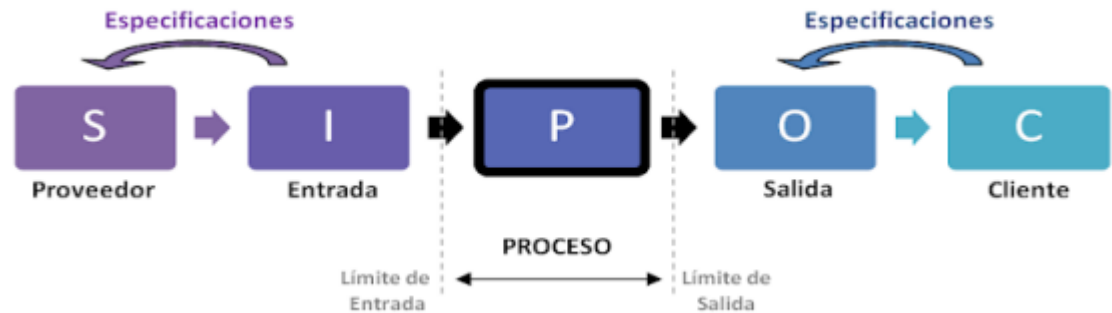 Especificaciones
Especificaciones
S
I
P
O
C
Proveedor
Entrada
Salida
Cliente
PROCESO
Límite de
Entrada
Límite de
Salida